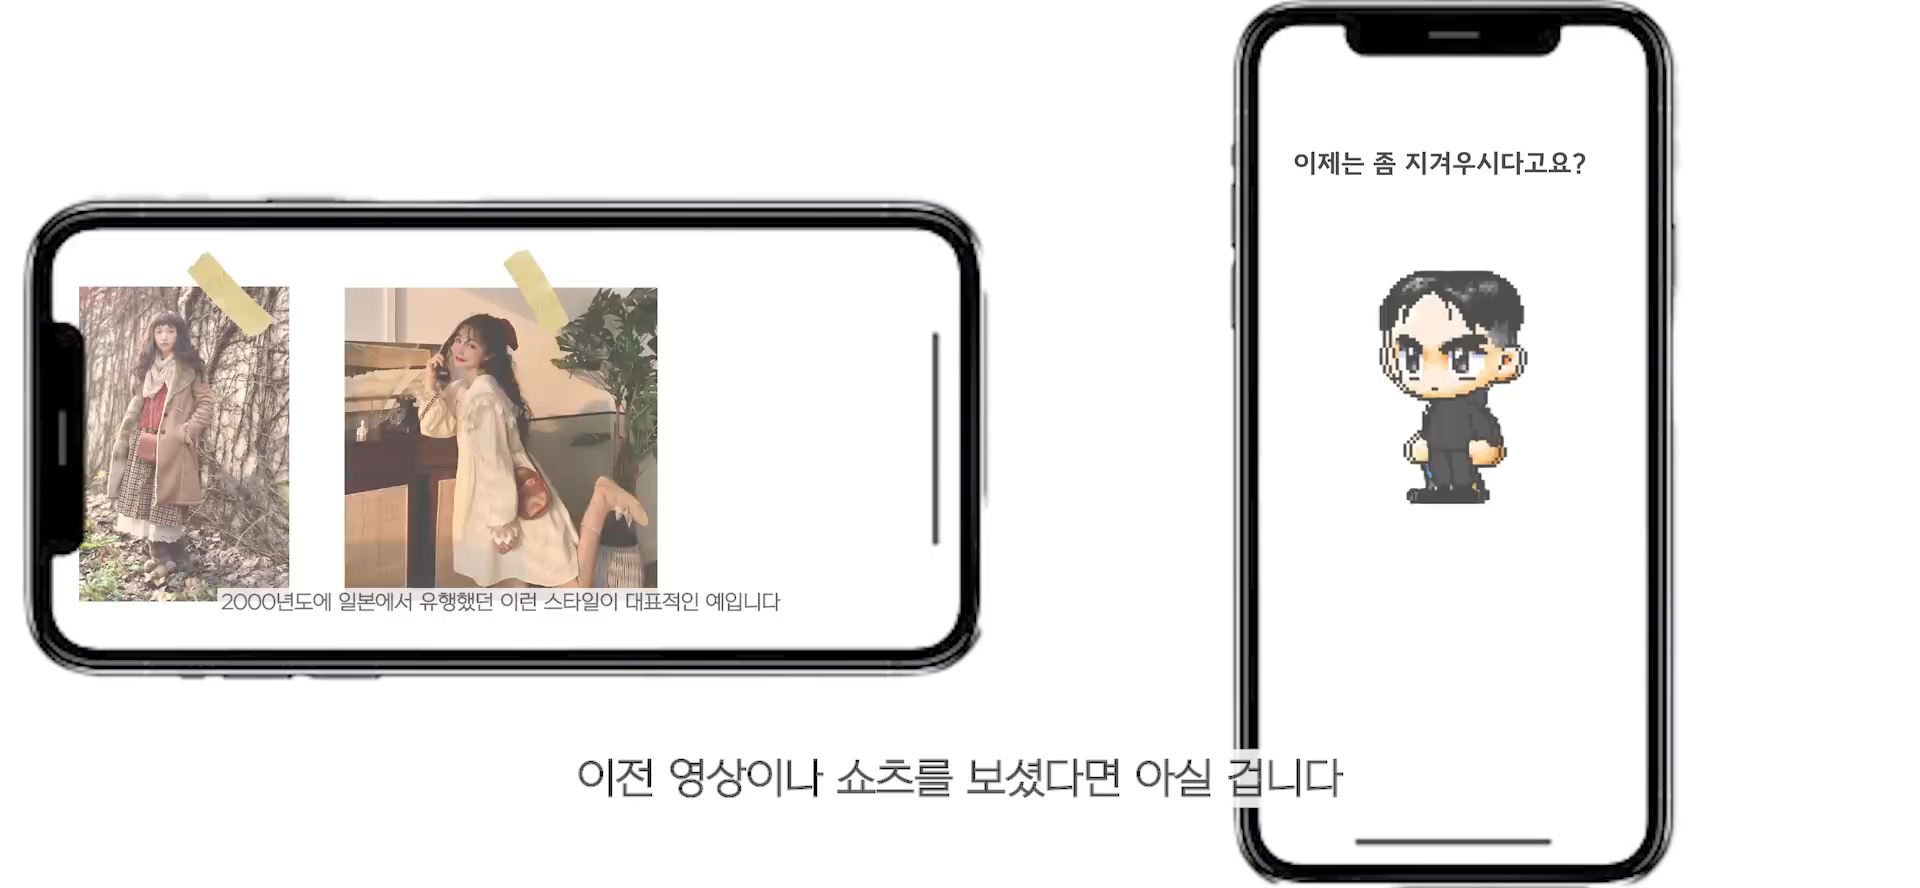 이제는 좀 지겨우시다고요?
2000년도에 일본에서 유행했던 이런 스타일이 대표적인 예입니다
이전 영상이나 쇼츠를 보셨다면 아실 겁니다